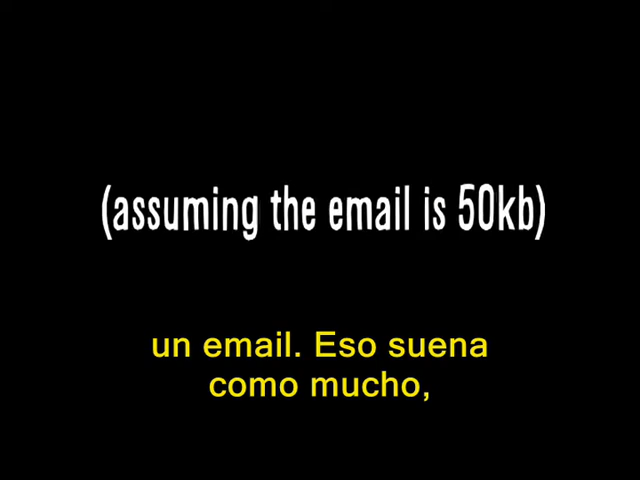 (assuming the email is 50kb)
un email. Eso suena
como mucho,